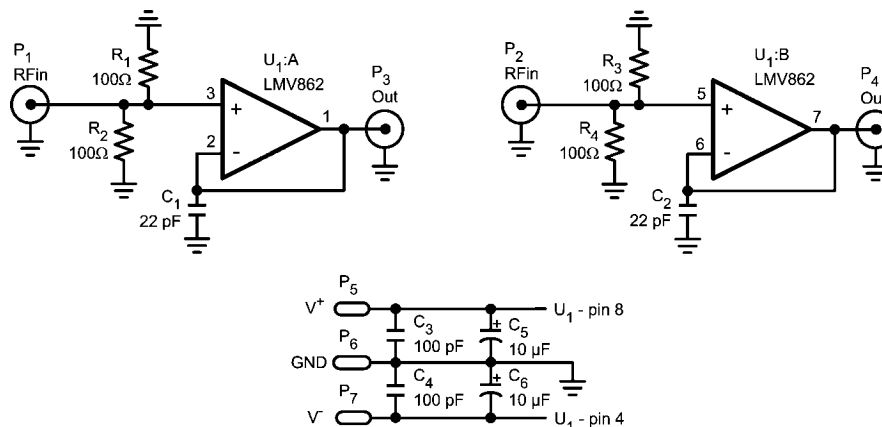 P1
RFin
R1
100Ω
R2
100Ω
U1:A
LMV862
3
+
2
-
1
P3
Out
C1
22 pF
P2
RFin
R3
100Ω
R4
100Ω
U1:B
LMV862
5
+
6
-
7
P4
Out
C2
22 pF
P5
V+
U1 - pin 8
C3
100 pF
+
C5
10 µF
P6
GND
C4
100 pF
+
C6
10 µF
P7
V-
U1 - pin 4